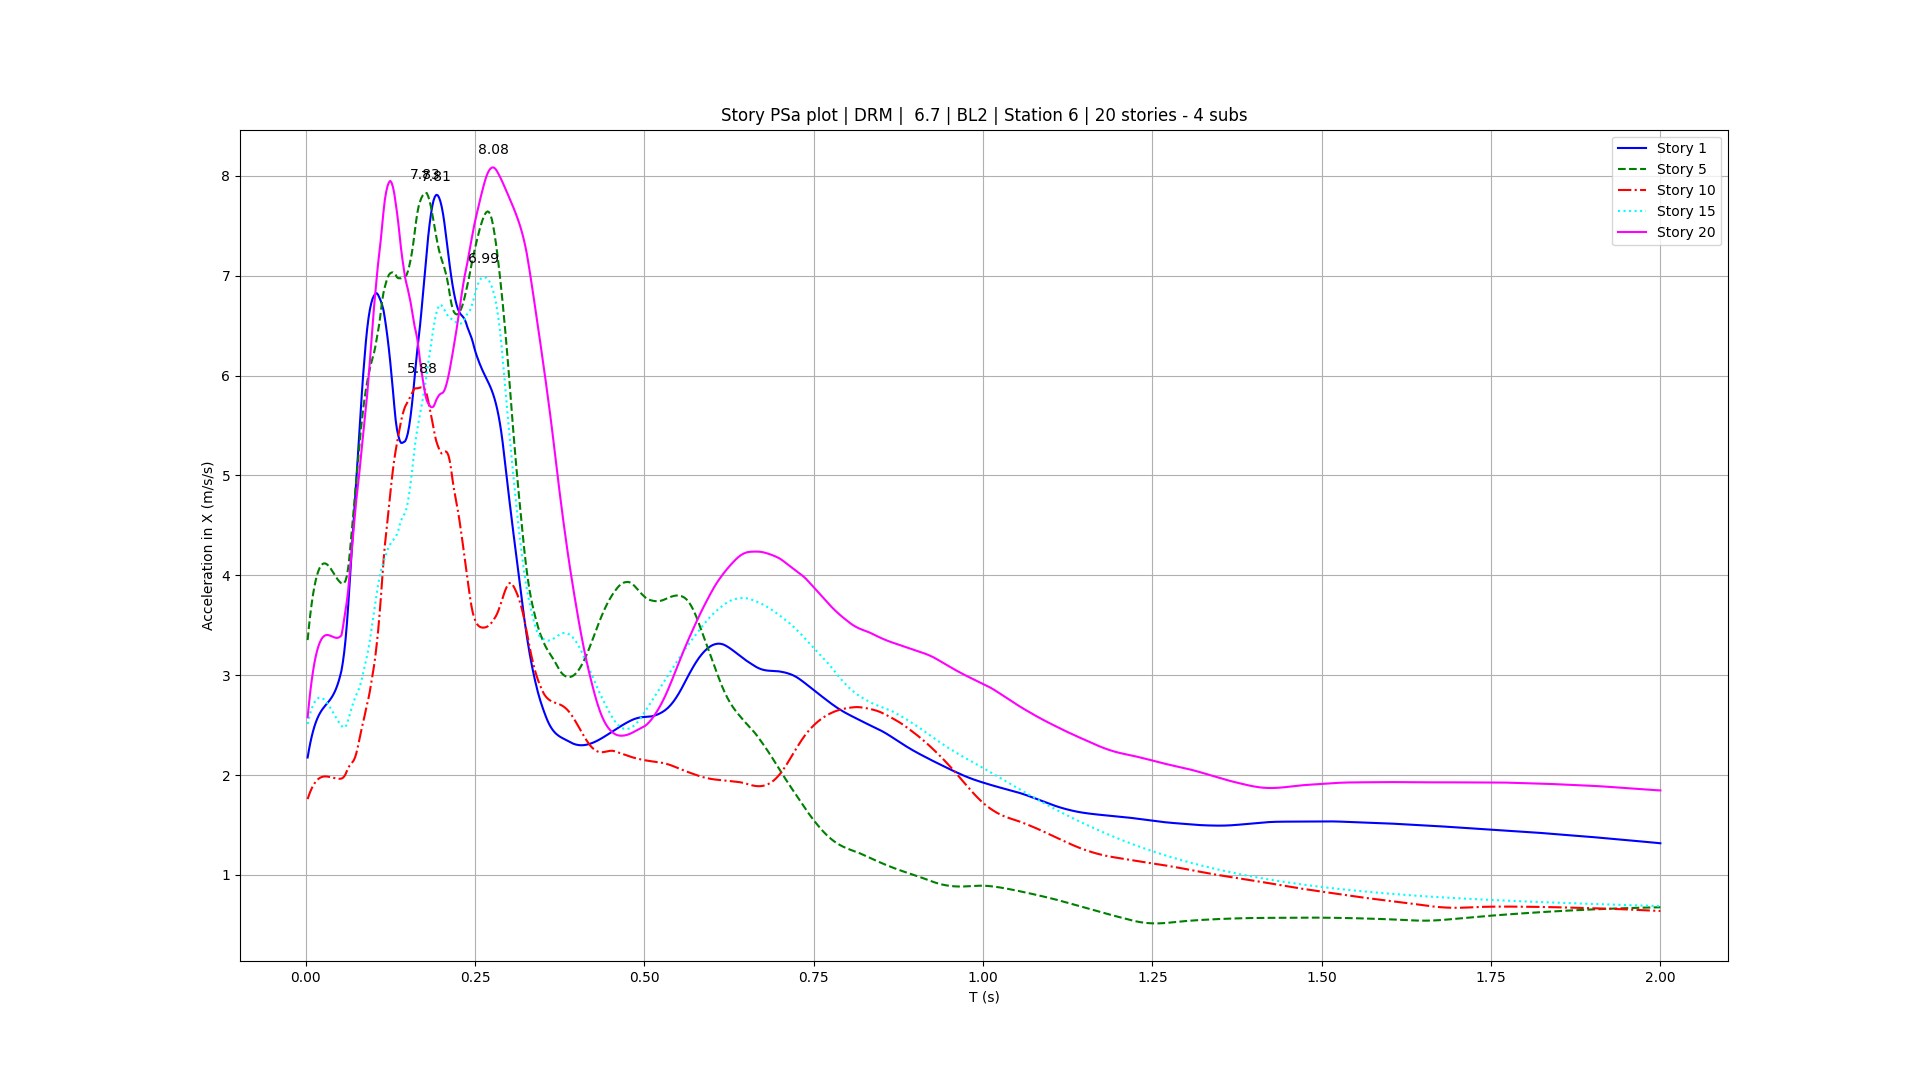 Story PSa plot | DRM |  6.7 | BL2 | Station 6 | 20 stories - 4 subs
8.08
7.83
7.81
6.99
5.88
Story 1
Story 5
Story 10
Story 15
Story 20
Acceleration in X (m/s/s)
8
7
6
5
4
3
2
1
0.00 0.25 0.50 0.75 1.00 1.25 1.50 1.75 2.00
T (s)